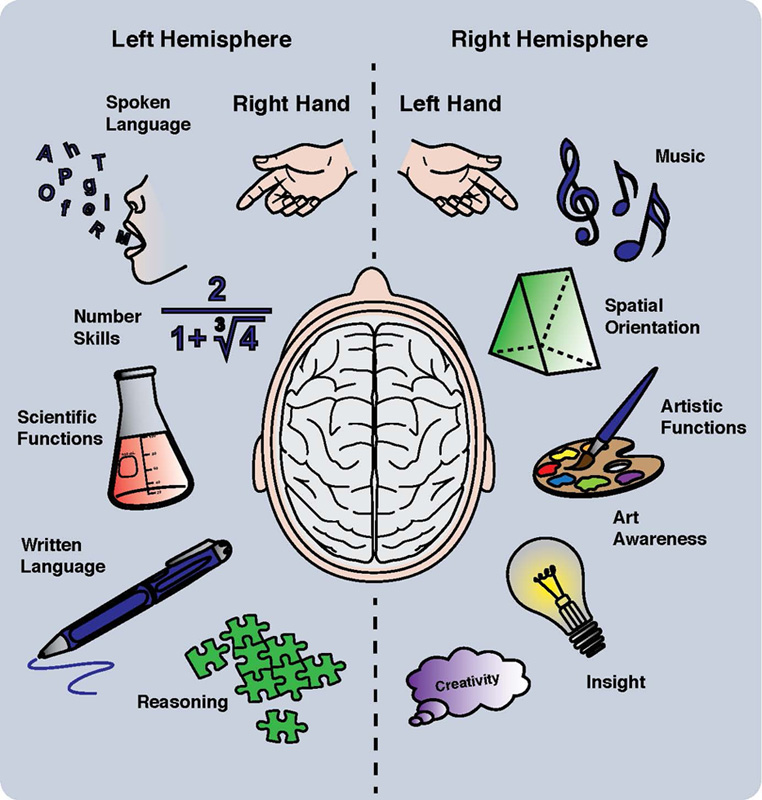 Left Hemisphere
Right Hemisphere
Spoken
Language
Right Hand
Left Hand
Music
A h T
P g l
O f e
R M
Number
Skills
2
1+ ∛4
Spatial
Orientation
Scientific
Functions
Artistic
Functions
Written
Language
Art
Awareness
Reasoning
Creativity
Insight